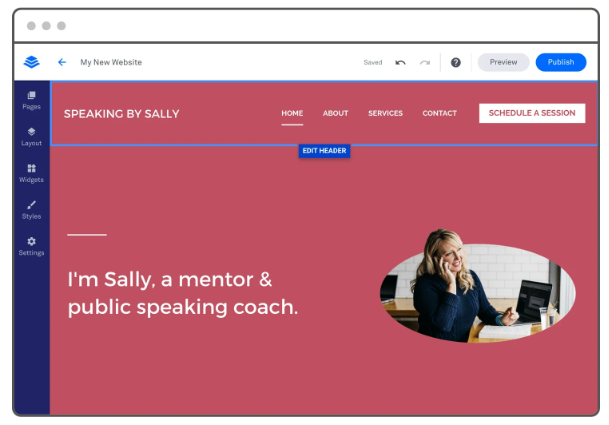 My New Website
Saved
Preview
Publish
Pages
Layout
Widgets
Styles
Settings
SPEAKING BY SALLY
HOME
ABOUT
SERVICES
CONTACT
SCHEDULE A SESSION
EDIT HEADER
I'm Sally, a mentor &
public speaking coach.